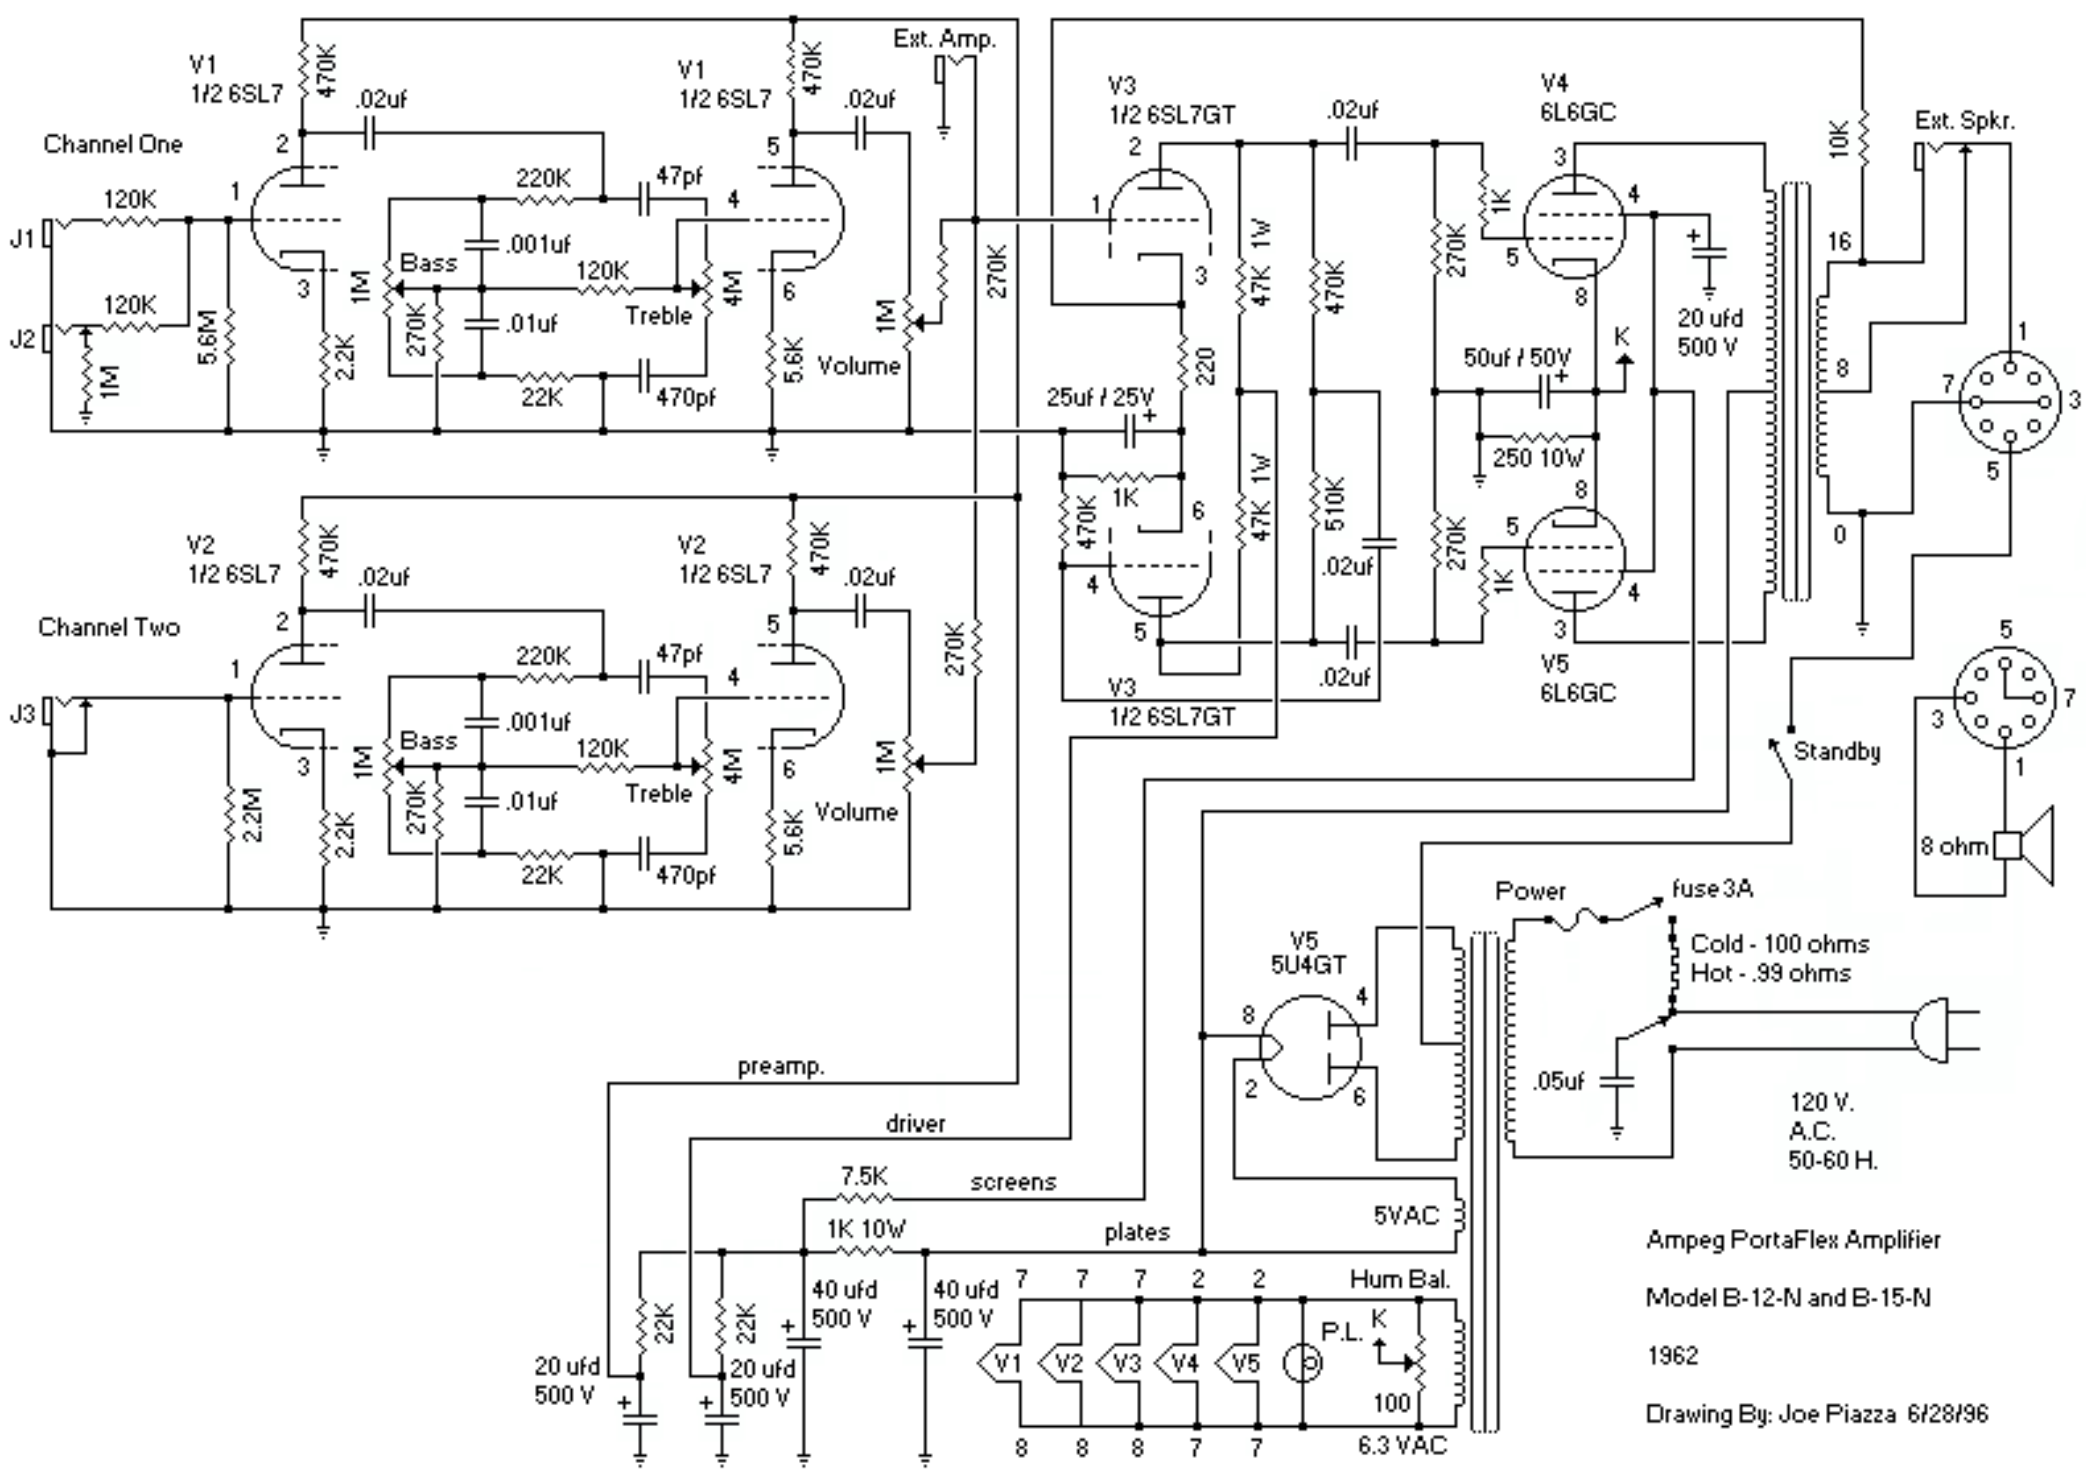 Channel One
V1
1/2 6SL7
470K
.02uf
V1
1/2 6SL7
470K
.02uf
Ext. Amp.
J1
120K
J2
120K
1M
5.6M
1
2
3
2.2K
220K
47pf
.001uf
1M
Bass
120K
Treble
4M
270K
.01uf
22K
470pf
4
5
6
5.6K
1M
Volume
270K
Channel Two
V2
1/2 6SL7
470K
.02uf
V2
1/2 6SL7
470K
.02uf
J3
2.2M
1
2
3
2.2K
220K
47pf
.001uf
1M
Bass
120K
Treble
4M
270K
.01uf
22K
470pf
4
5
6
5.6K
1M
Volume
270K
V3
1/2 6SL7GT
2
1
3
220
25uf / 25V
+
1K
470K
6
4
5
V3
1/2 6SL7GT
47K 1W
47K 1W
470K
510K
.02uf
.02uf
.02uf
270K
270K
1K
1K
V4
6L6GC
3
4
5
8
50uf / 50V
+
K
250 10W
+
20 ufd
500 V
8
5
4
3
V5
6L6GC
10K
16
8
0
Ext. Spkr.
1
7
3
5
5
3
7
1
8 ohm
Standby
Power
fuse 3A
Cold - 100 ohms
Hot - .99 ohms
.05uf
120 V.
A.C.
50-60 H.
V5
5U4GT
8
4
2
6
5VAC
preamp.
driver
screens
plates
7.5K
1K 10W
22K
22K
20 ufd
500 V
+
20 ufd
500 V
+
40 ufd
500 V
+
40 ufd
500 V
+
7 7 7 2 2
V1 V2 V3 V4 V5
8 8 8 7 7
Hum Bal.
P.L.
K
100
6.3 VAC
Ampeg PortaFlex Amplifier
Model B-12-N and B-15-N
1962
Drawing By: Joe Piazza 6/28/96